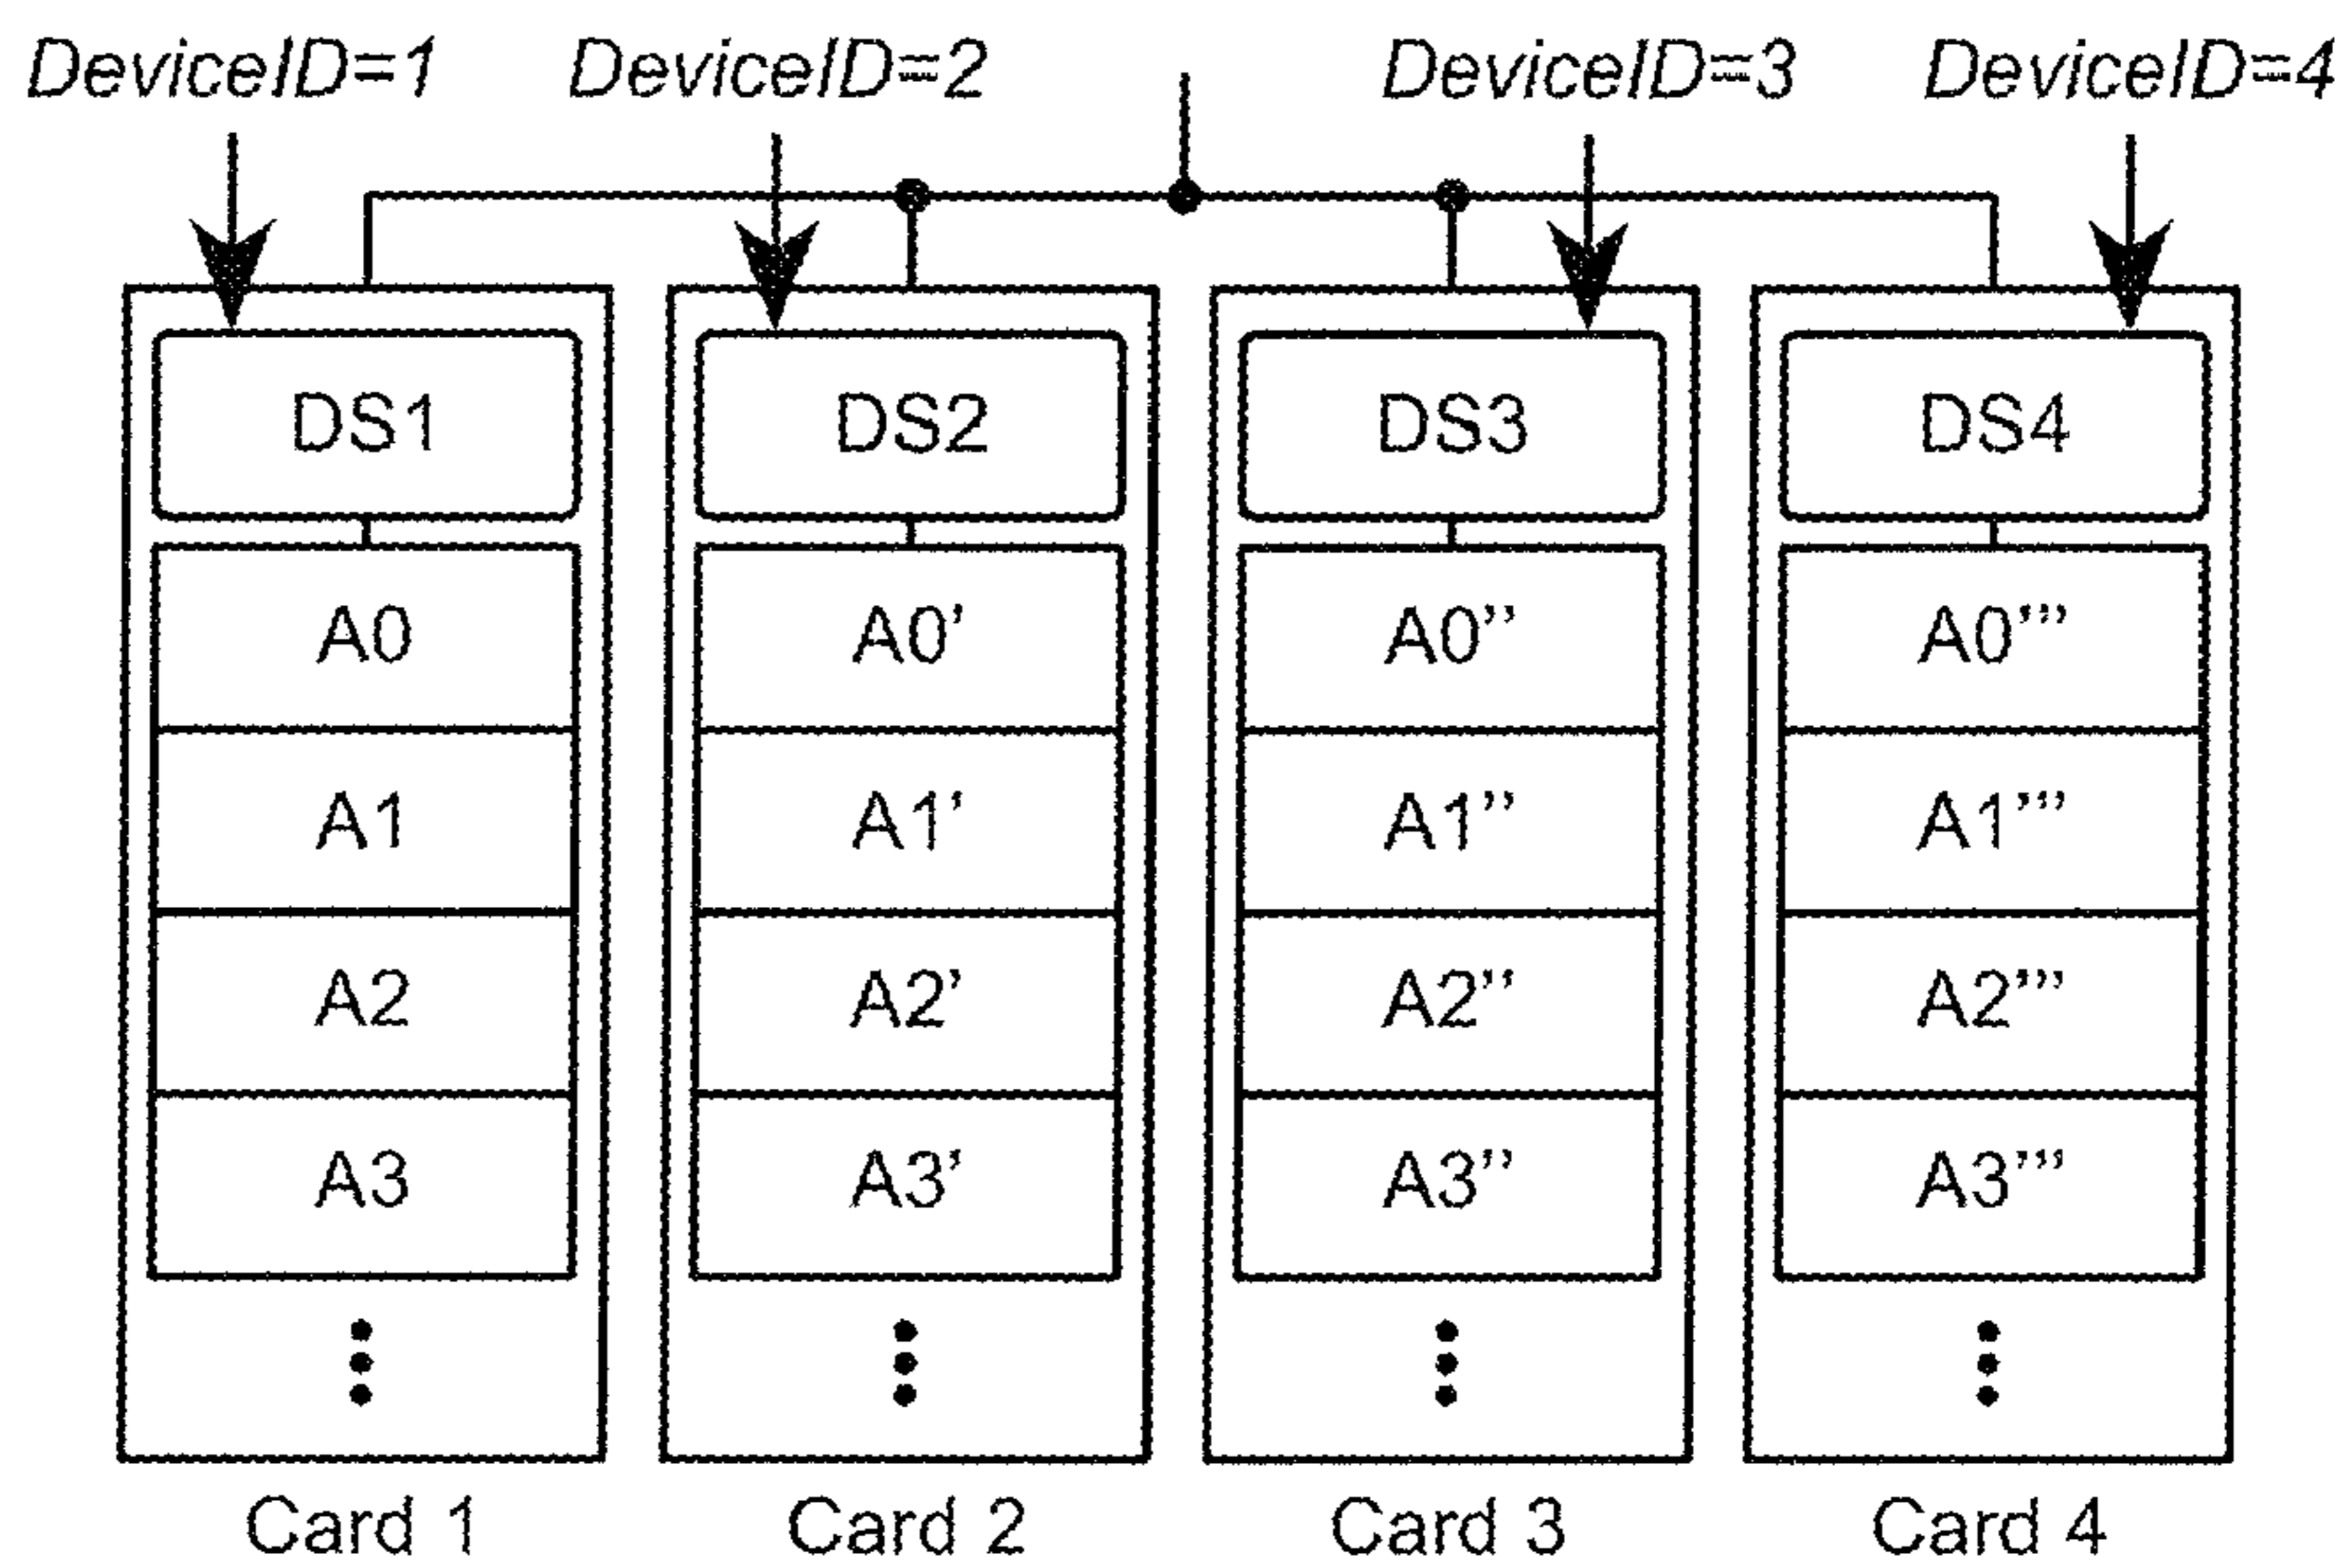 DeviceID=1 DeviceID=2 DeviceID=3 DeviceID=4
DS1 DS2 DS3 DS4
A0 A0’ A0” A0’”
A1 A1’ A1” A1’”
A2 A2’ A2” A2’”
A3 A3’ A3” A3’”
Card 1 Card 2 Card 3 Card 4